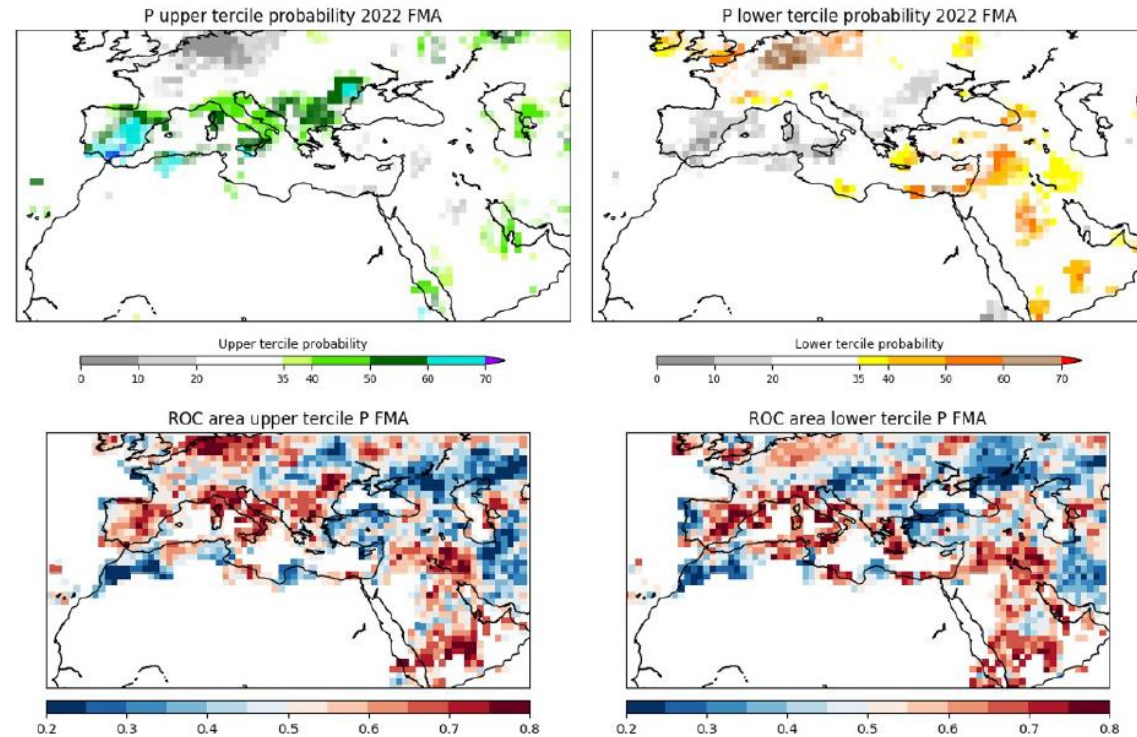 P upper tercile probability 2022 FMA
P lower tercile probability 2022 FMA
Upper tercile probability
0 10 20 35 40 50 60 70
Lower tercile probability
0 10 20 35 40 50 60 70
ROC area upper tercile P FMA
ROC area lower tercile P FMA
0.2 0.3 0.4 0.5 0.6 0.7 0.8
0.2 0.3 0.4 0.5 0.6 0.7 0.8